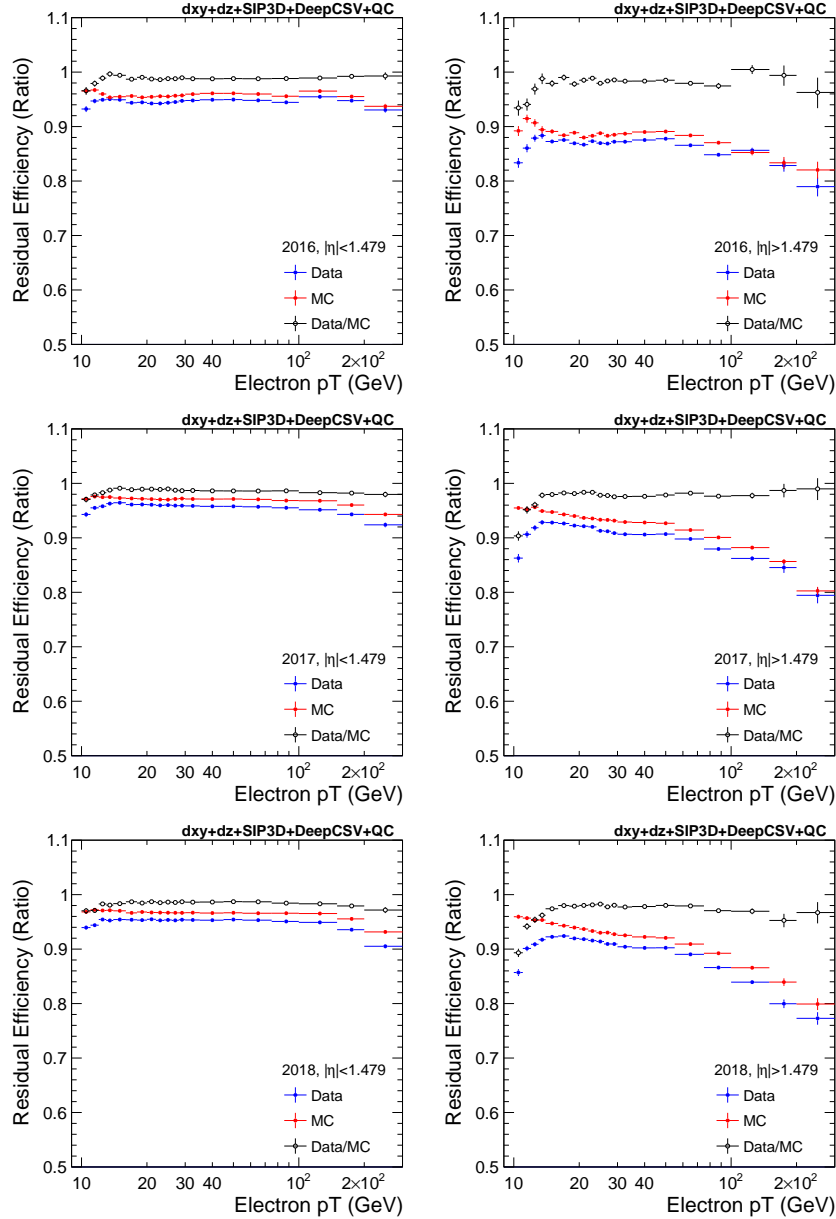 dxy+dz+SIP3D+DeepCSV+QC
Residual Efficiency (Ratio)
1.1
1
0.9
0.8
0.7
0.6
0.5
2016, |η|<1.479
Data
MC
Data/MC
10 20 30 40 10² 2×10²
Electron pT (GeV)
dxy+dz+SIP3D+DeepCSV+QC
Residual Efficiency (Ratio)
1.1
1
0.9
0.8
0.7
0.6
0.5
2016, |η|>1.479
Data
MC
Data/MC
10 20 30 40 10² 2×10²
Electron pT (GeV)
dxy+dz+SIP3D+DeepCSV+QC
Residual Efficiency (Ratio)
1.1
1
0.9
0.8
0.7
0.6
0.5
2017, |η|<1.479
Data
MC
Data/MC
10 20 30 40 10² 2×10²
Electron pT (GeV)
dxy+dz+SIP3D+DeepCSV+QC
Residual Efficiency (Ratio)
1.1
1
0.9
0.8
0.7
0.6
0.5
2017, |η|>1.479
Data
MC
Data/MC
10 20 30 40 10² 2×10²
Electron pT (GeV)
dxy+dz+SIP3D+DeepCSV+QC
Residual Efficiency (Ratio)
1.1
1
0.9
0.8
0.7
0.6
0.5
2018, |η|<1.479
Data
MC
Data/MC
10 20 30 40 10² 2×10²
Electron pT (GeV)
dxy+dz+SIP3D+DeepCSV+QC
Residual Efficiency (Ratio)
1.1
1
0.9
0.8
0.7
0.6
0.5
2018, |η|>1.479
Data
MC
Data/MC
10 20 30 40 10² 2×10²
Electron pT (GeV)